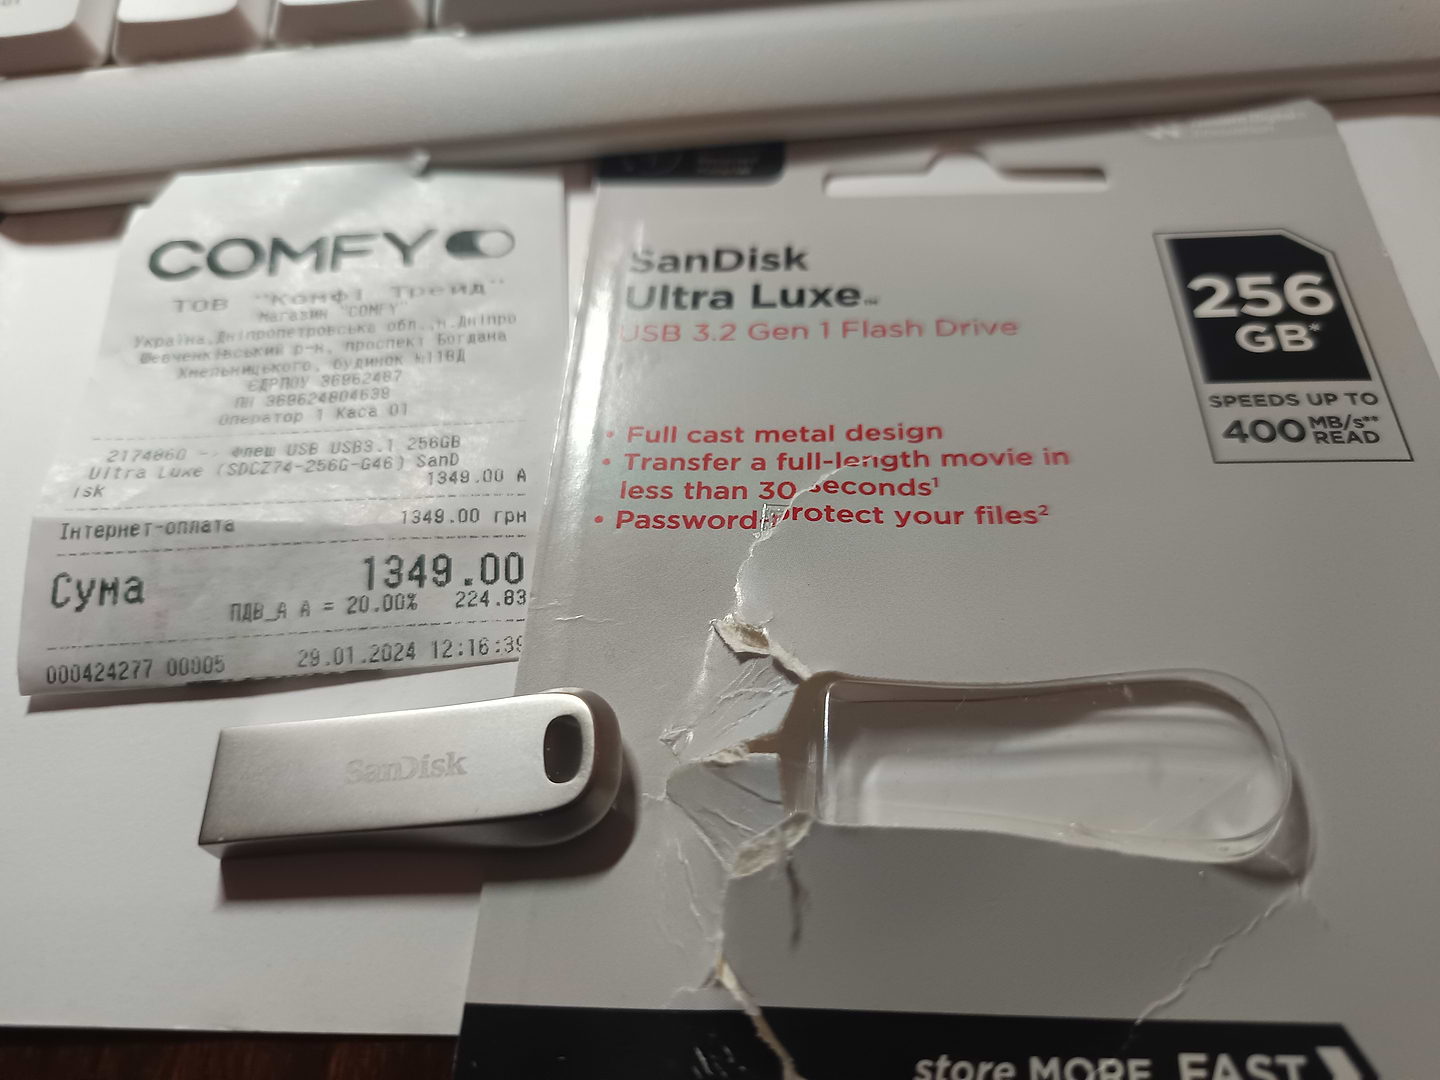 COMFY
ТОВ "Комфі Трейд"
Магазин "COMFY"
Україна,Дніпропетровська обл.,м.Дніпро
Шевченківський р-н, проспект Богдана
Хмельницького, будинок №118Д
ЄДРПОУ 36962487
ПН 369624804639
Оператор 1 Каса 01
2174860 -> Флеш USB USB3.1 256GB
Ultra Luxe (SDCZ74-256G-G46) SanD
isk
1349.00 А
Інтернет-оплата 1349.00 грн
Сума 1349.00
ПДВ_А А = 20.00% 224.83
000424277 00005 29.01.2024 12:16:39
SanDisk
SanDisk
Ultra Luxe™
USB 3.2 Gen 1 Flash Drive
• Full cast metal design
• Transfer a full-length movie in
less than 30 seconds¹
• Password-protect your files²
256
GB*
SPEEDS UP TO
400 MB/s**
READ
store MORE. FAST